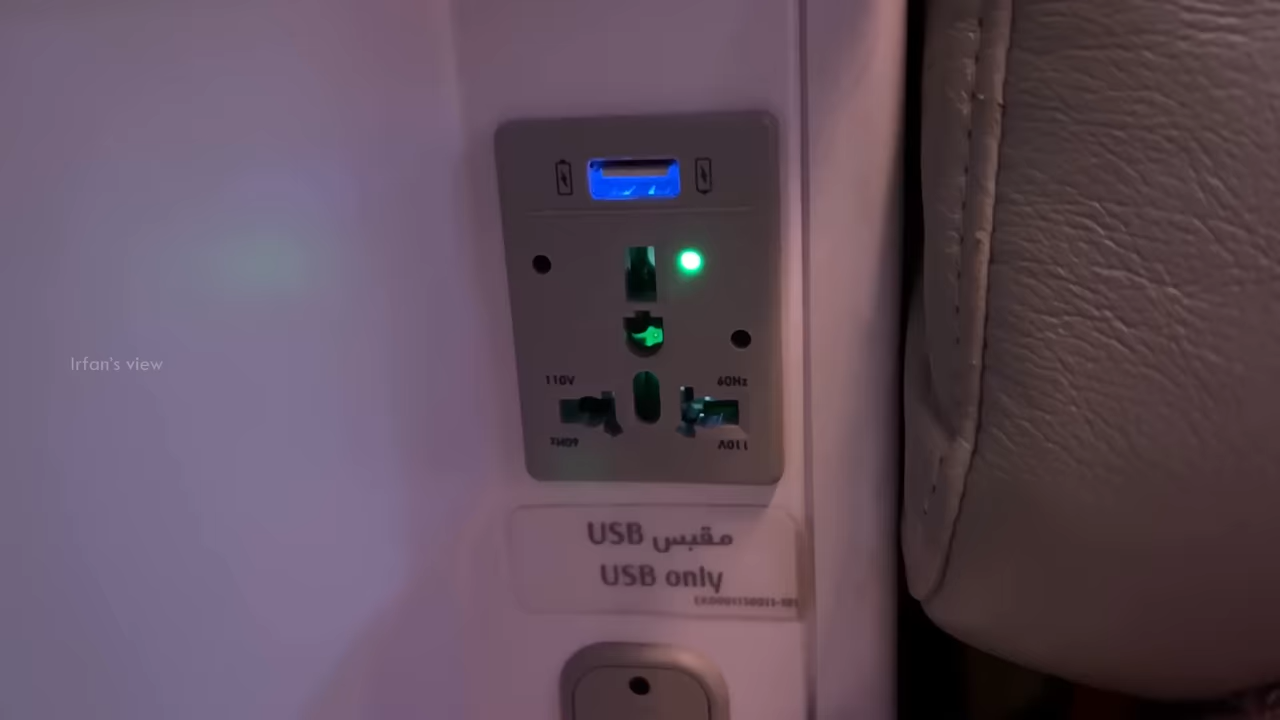 Irfan's view
110V
60Hz
60Hz
110V
مقبس USB
USB only